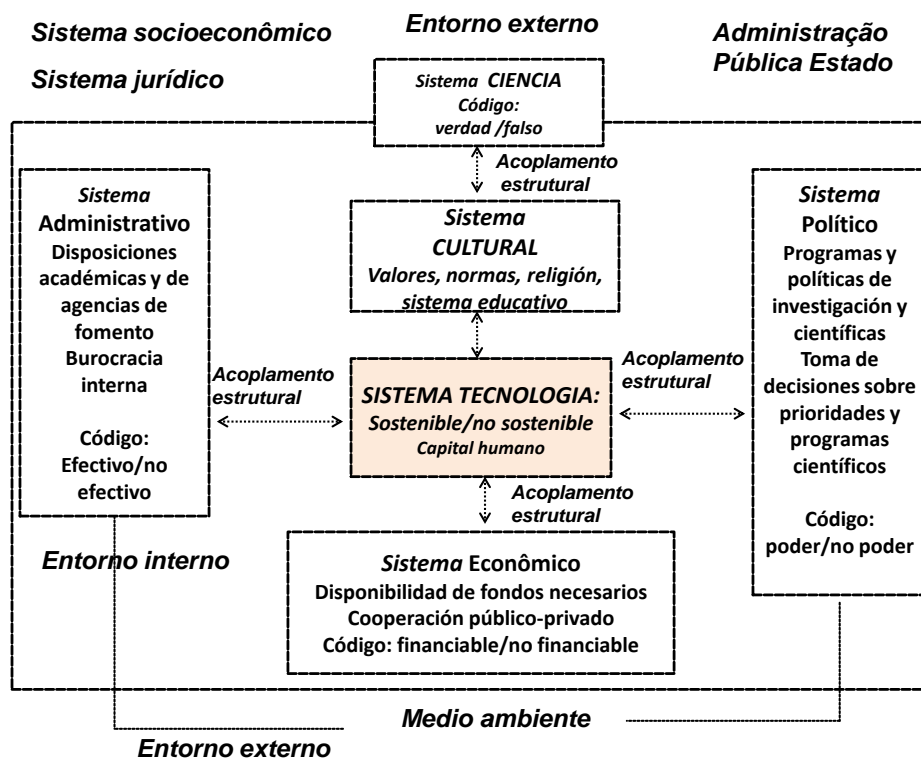 Sistema socioeconômico
Sistema jurídico
Entorno externo
Administração
Pública Estado
Sistema CIENCIA
Código:
verdad /falso
Acoplamento
estrutural
Sistema
Administrativo
Disposiciones
académicas y de
agencias de
fomento
Burocracia
interna
Código:
Efectivo/no
efectivo
Sistema
CULTURAL
Valores, normas, religión,
sistema educativo
Sistema
Político
Programas y
políticas de
investigación y
científicas
Toma de
decisiones sobre
prioridades y
programas
científicos
Código:
poder/no poder
Acoplamento
estrutural
SISTEMA TECNOLOGIA:
Sostenible/no sostenible
Capital humano
Acoplamento
estrutural
Acoplamento
estrutural
Entorno interno
Sistema Econômico
Disponibilidad de fondos necesarios
Cooperación público-privado
Código: financiable/no financiable
Medio ambiente
Entorno externo